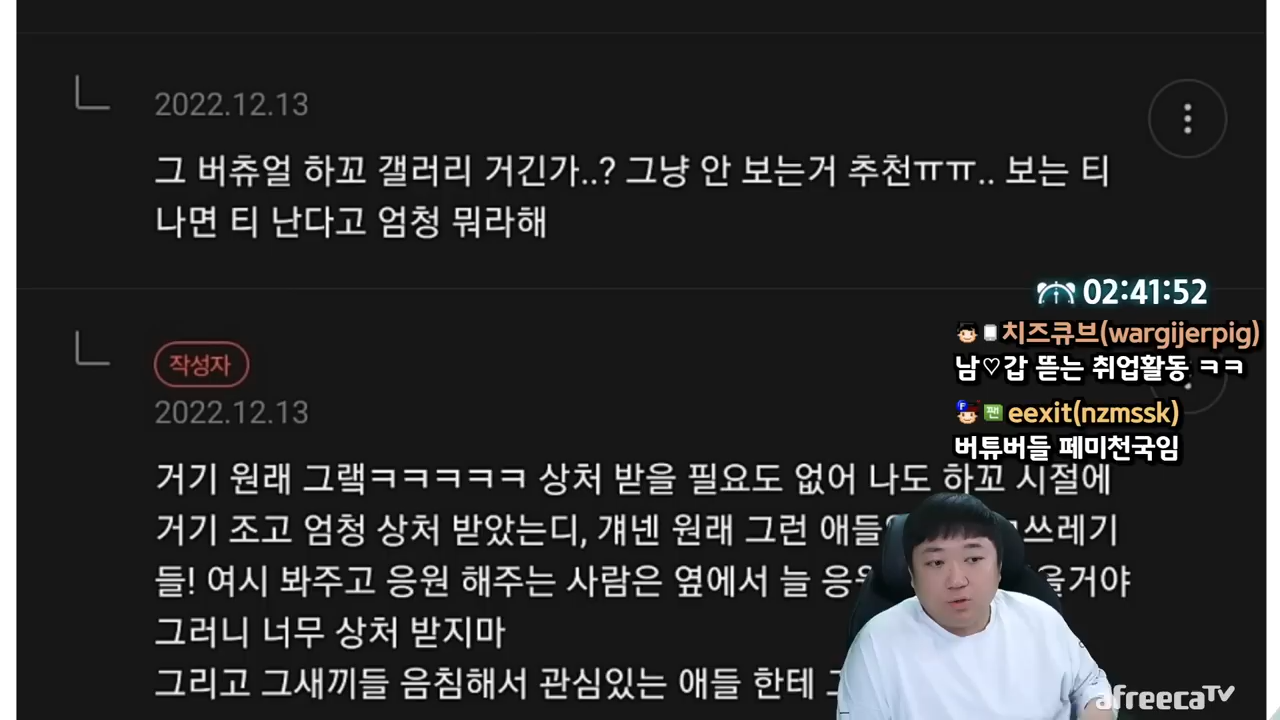 2022.12.13
그 버츄얼 하꼬 갤러리 거긴가..? 그냥 안 보는거 추천ㅠㅠ.. 보는 티
나면 티 난다고 엄청 뭐라해
작성자
2022.12.13
거기 원래 그랰ㅋㅋㅋㅋㅋ 상처 받을 필요도 없어 나도 하꼬 시절에
거기 조고 엄청 상처 받았는디, 걔넨 원래 그런 쓰레기
들! 여시 봐주고 응원 해주는 사람은 옆에서 늘
그러니 너무 상처 받지마
그리고 그새끼들 음침해서 관심있는 애들 한테
02:41:52
치즈큐브(wargijerpig)
남♡갑 뜯는 취업활동 ㅋㅋ
팬 eexit(nzmssk)
버튜버들 페미천국임
afreecaTV